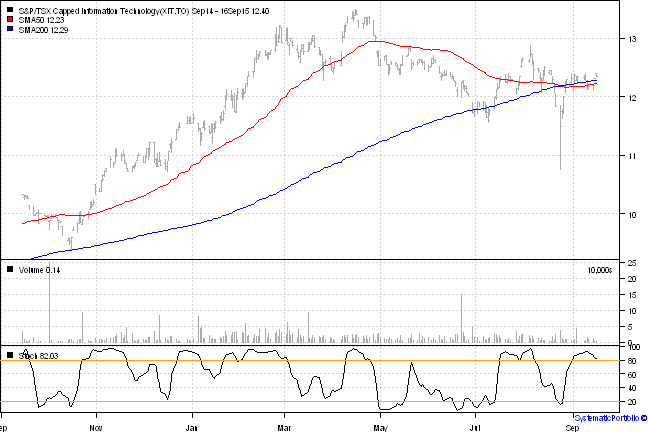 S&P/TSX Capped Information Technology(XIT.TO) Sep14 - 16Sep15 12.40
SMA50 12.23
SMA200 12.29
13
12
11
10
Volume 0.14
10,000s
25
20
15
10
5
0
Stoch 82.03
100
80
60
40
20
Sep Nov Jan Mar May Jul Sep
SystematicPortfolio ©